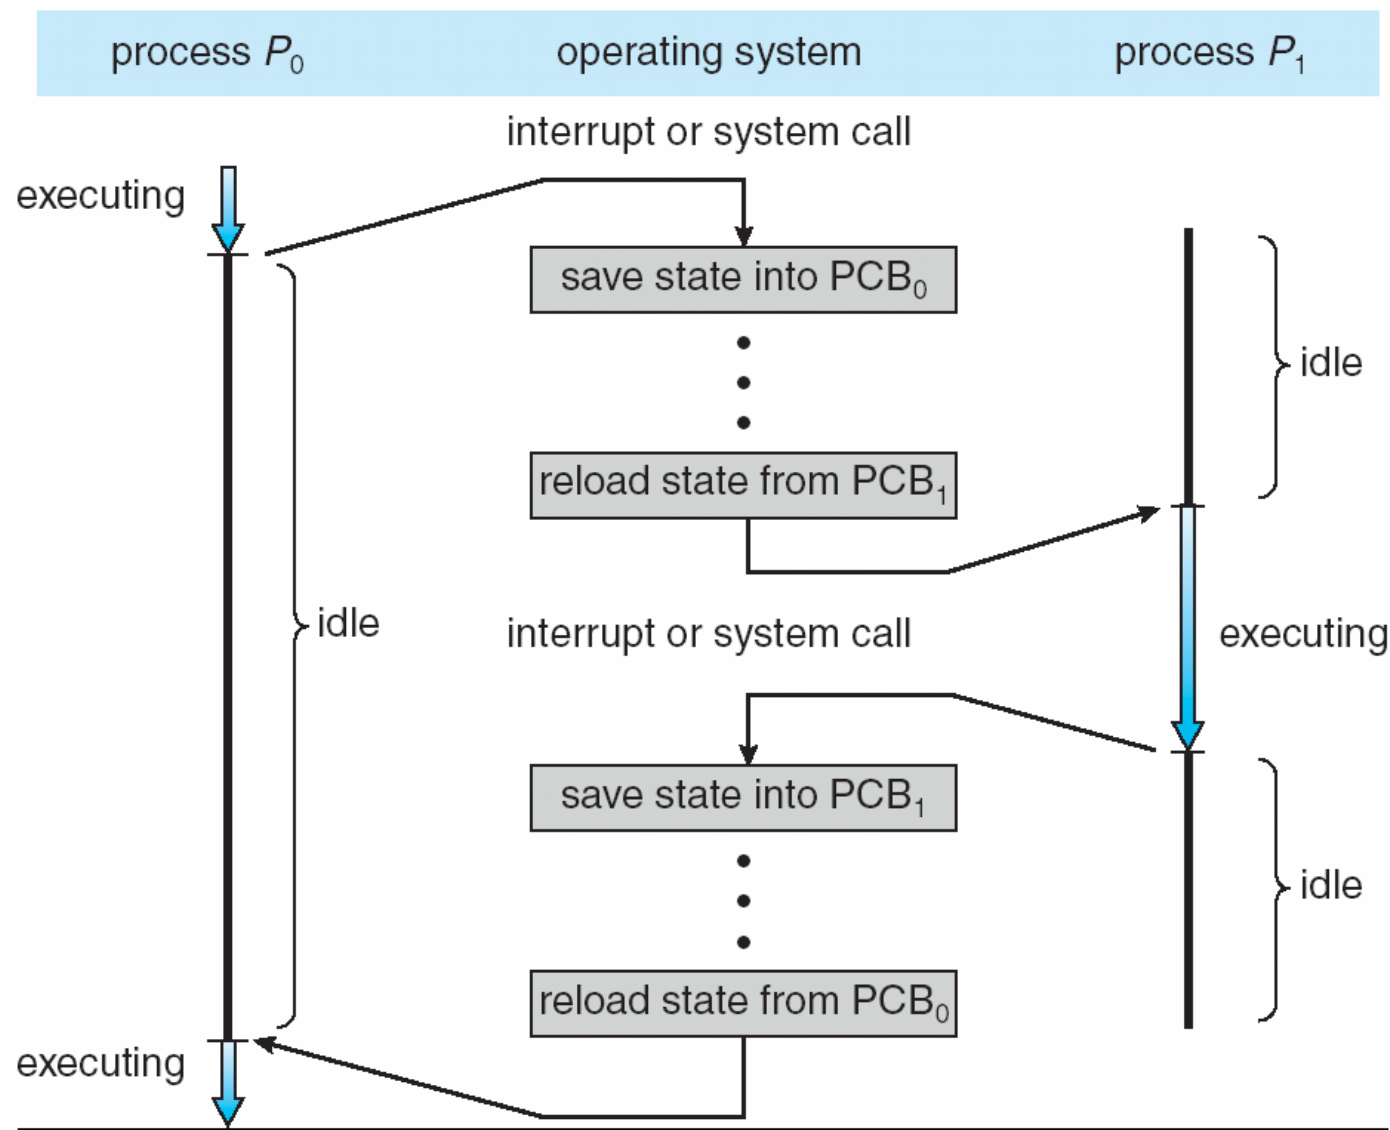 process P₀ operating system process P₁
interrupt or system call
executing
save state into PCB₀
idle
reload state from PCB₁
idle
interrupt or system call
executing
save state into PCB₁
idle
reload state from PCB₀
executing